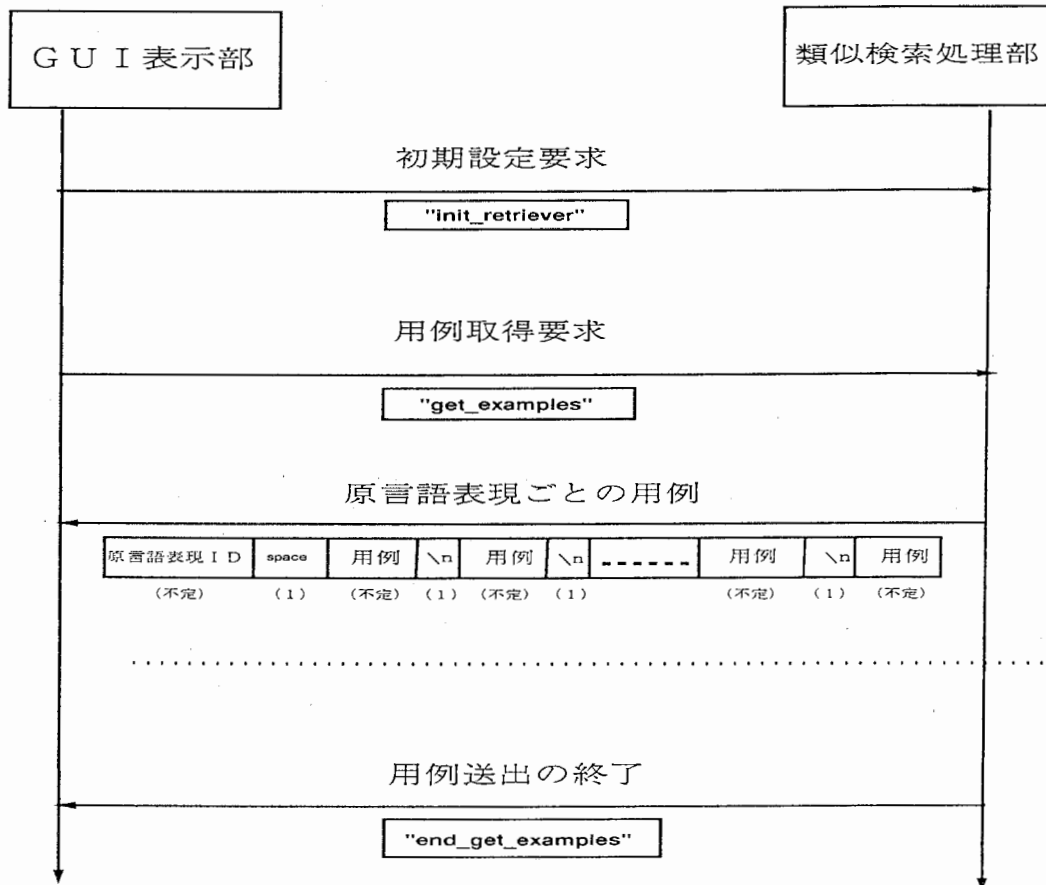 ＧＵＩ表示部
類似検索処理部
初期設定要求
"init_retriever"
用例取得要求
"get_examples"
原言語表現ごとの用例
原言語表現ＩＤ space 用例 \n 用例 \n ------ 用例 \n 用例
(不定) (1) (不定) (1) (不定) (1) (不定) (1) (不定)
用例送出の終了
"end_get_examples"